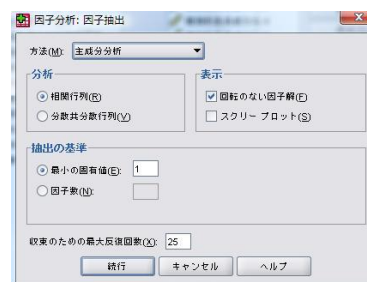 因子分析: 因子抽出
方法(M): 主成分分析
分析
相関行列(R)
分散共分散行列(V)
表示
回転のない因子解(F)
スクリー プロット(S)
抽出の基準
最小の固有値(E): 1
因子数(N):
収束のための最大反復回数(X): 25
続行 キャンセル ヘルプ